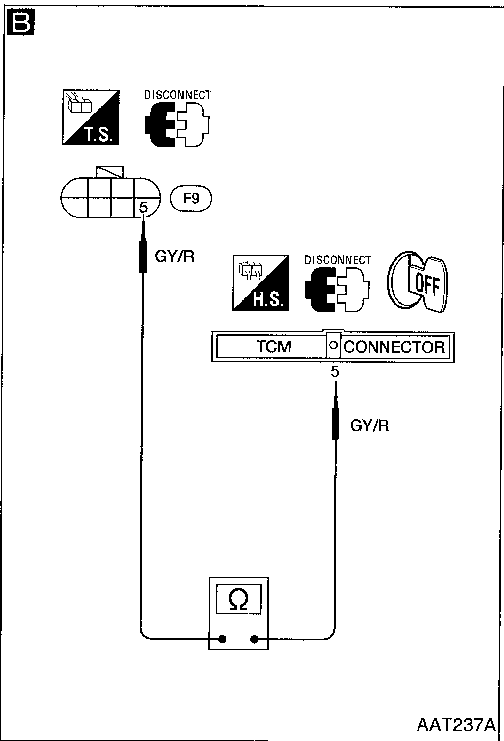 B
DISCONNECT
T.S.
5
F9
GY/R
DISCONNECT
H.S.
OFF
TCM CONNECTOR
5
GY/R
Ω
AAT237A